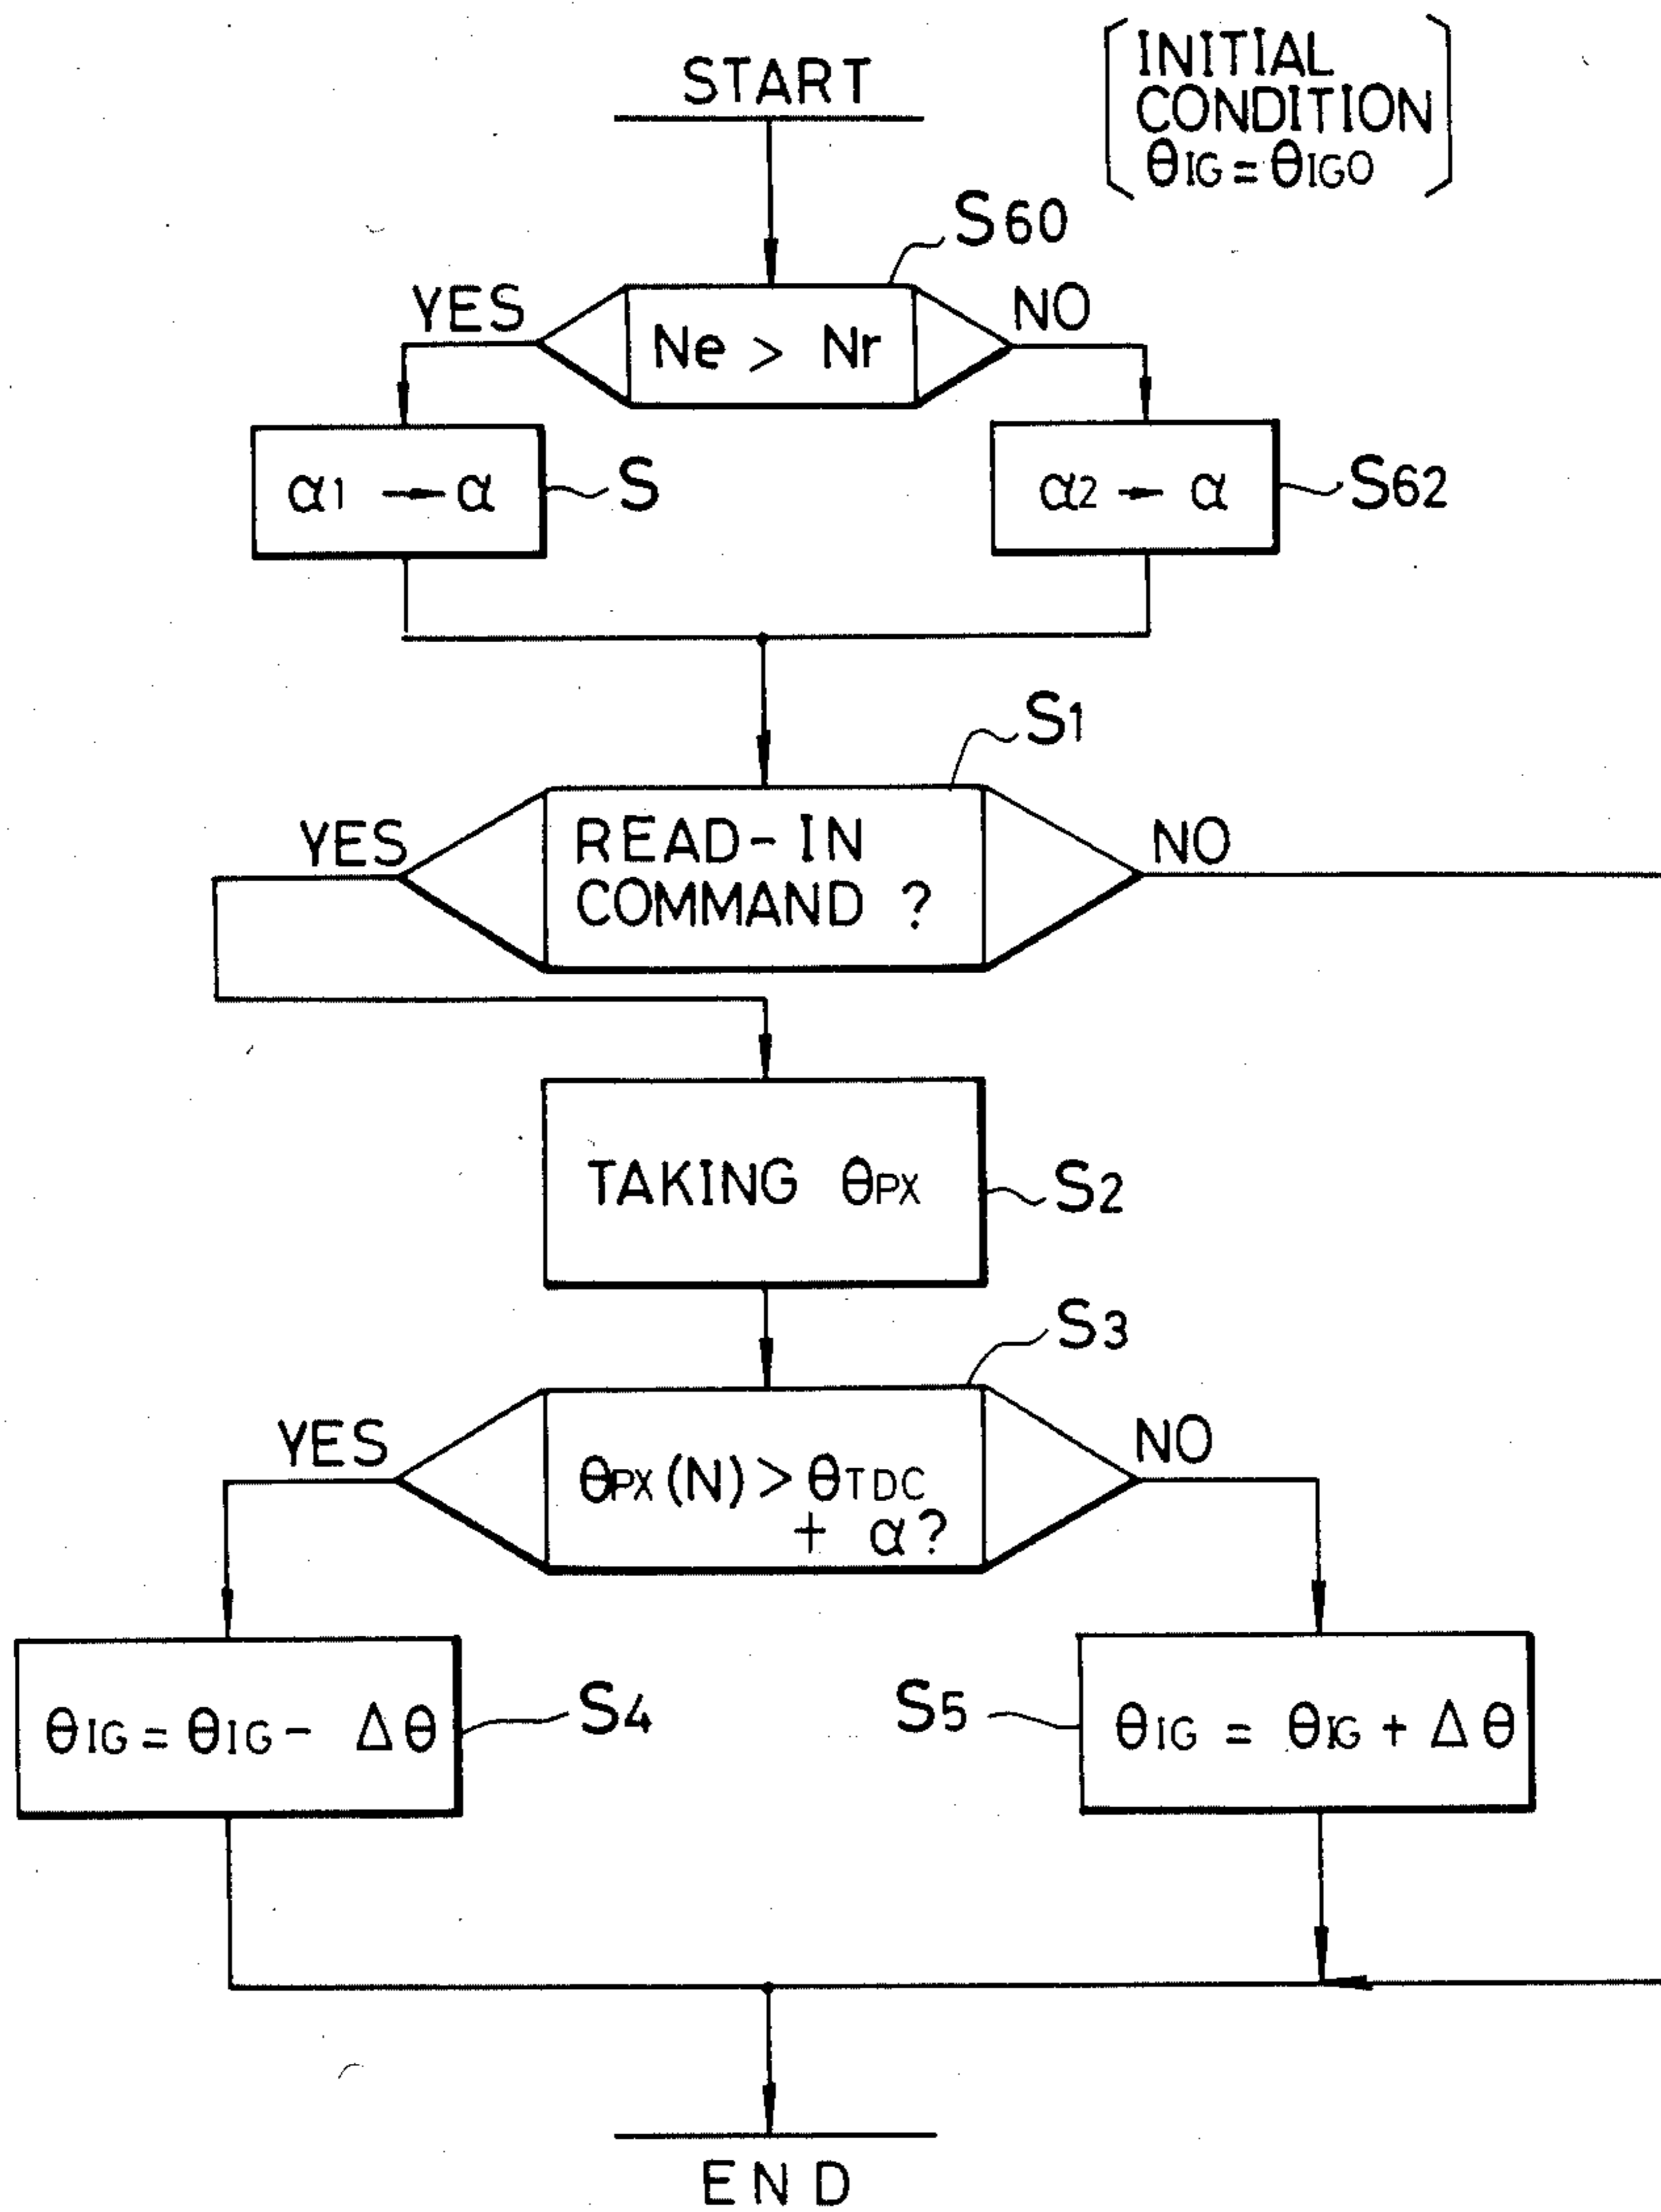 START
INITIAL
CONDITION
θIG = θIGO
S60
YES
NO
Ne > Nr
α1 → α
S
α2 → α
S62
S1
YES
NO
READ-IN
COMMAND ?
TAKING θPX
S2
S3
YES
NO
θPX (N) > θTDC
+ α?
θIG = θIG - Δθ
S4
S5
θIG = θIG + Δθ
END